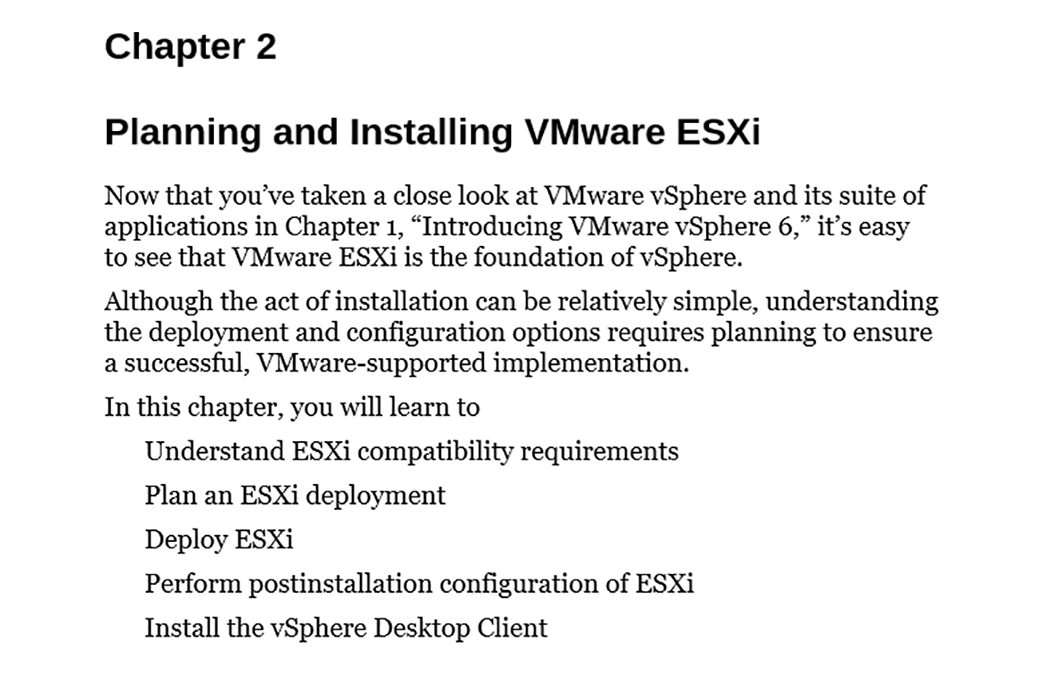 Chapter 2
Planning and Installing VMware ESXi
Now that you’ve taken a close look at VMware vSphere and its suite of
applications in Chapter 1, “Introducing VMware vSphere 6,” it’s easy
to see that VMware ESXi is the foundation of vSphere.
Although the act of installation can be relatively simple, understanding
the deployment and configuration options requires planning to ensure
a successful, VMware-supported implementation.
In this chapter, you will learn to
Understand ESXi compatibility requirements
Plan an ESXi deployment
Deploy ESXi
Perform postinstallation configuration of ESXi
Install the vSphere Desktop Client